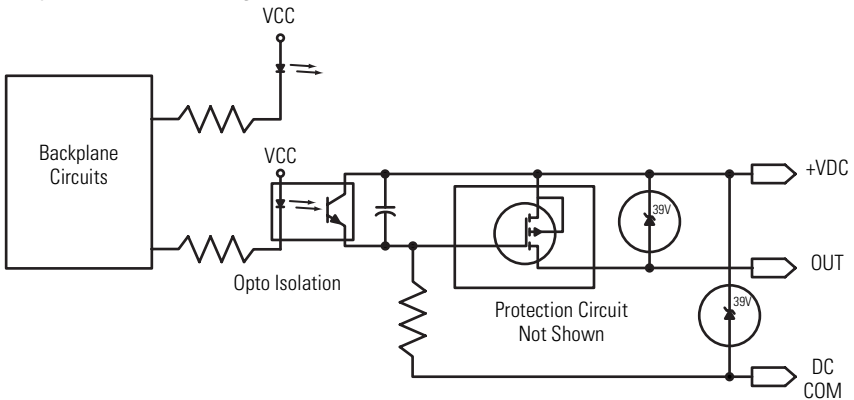 VCC
Backplane
Circuits
VCC
+VDC
39V
OUT
Opto Isolation
Protection Circuit
Not Shown
39V
DC
COM